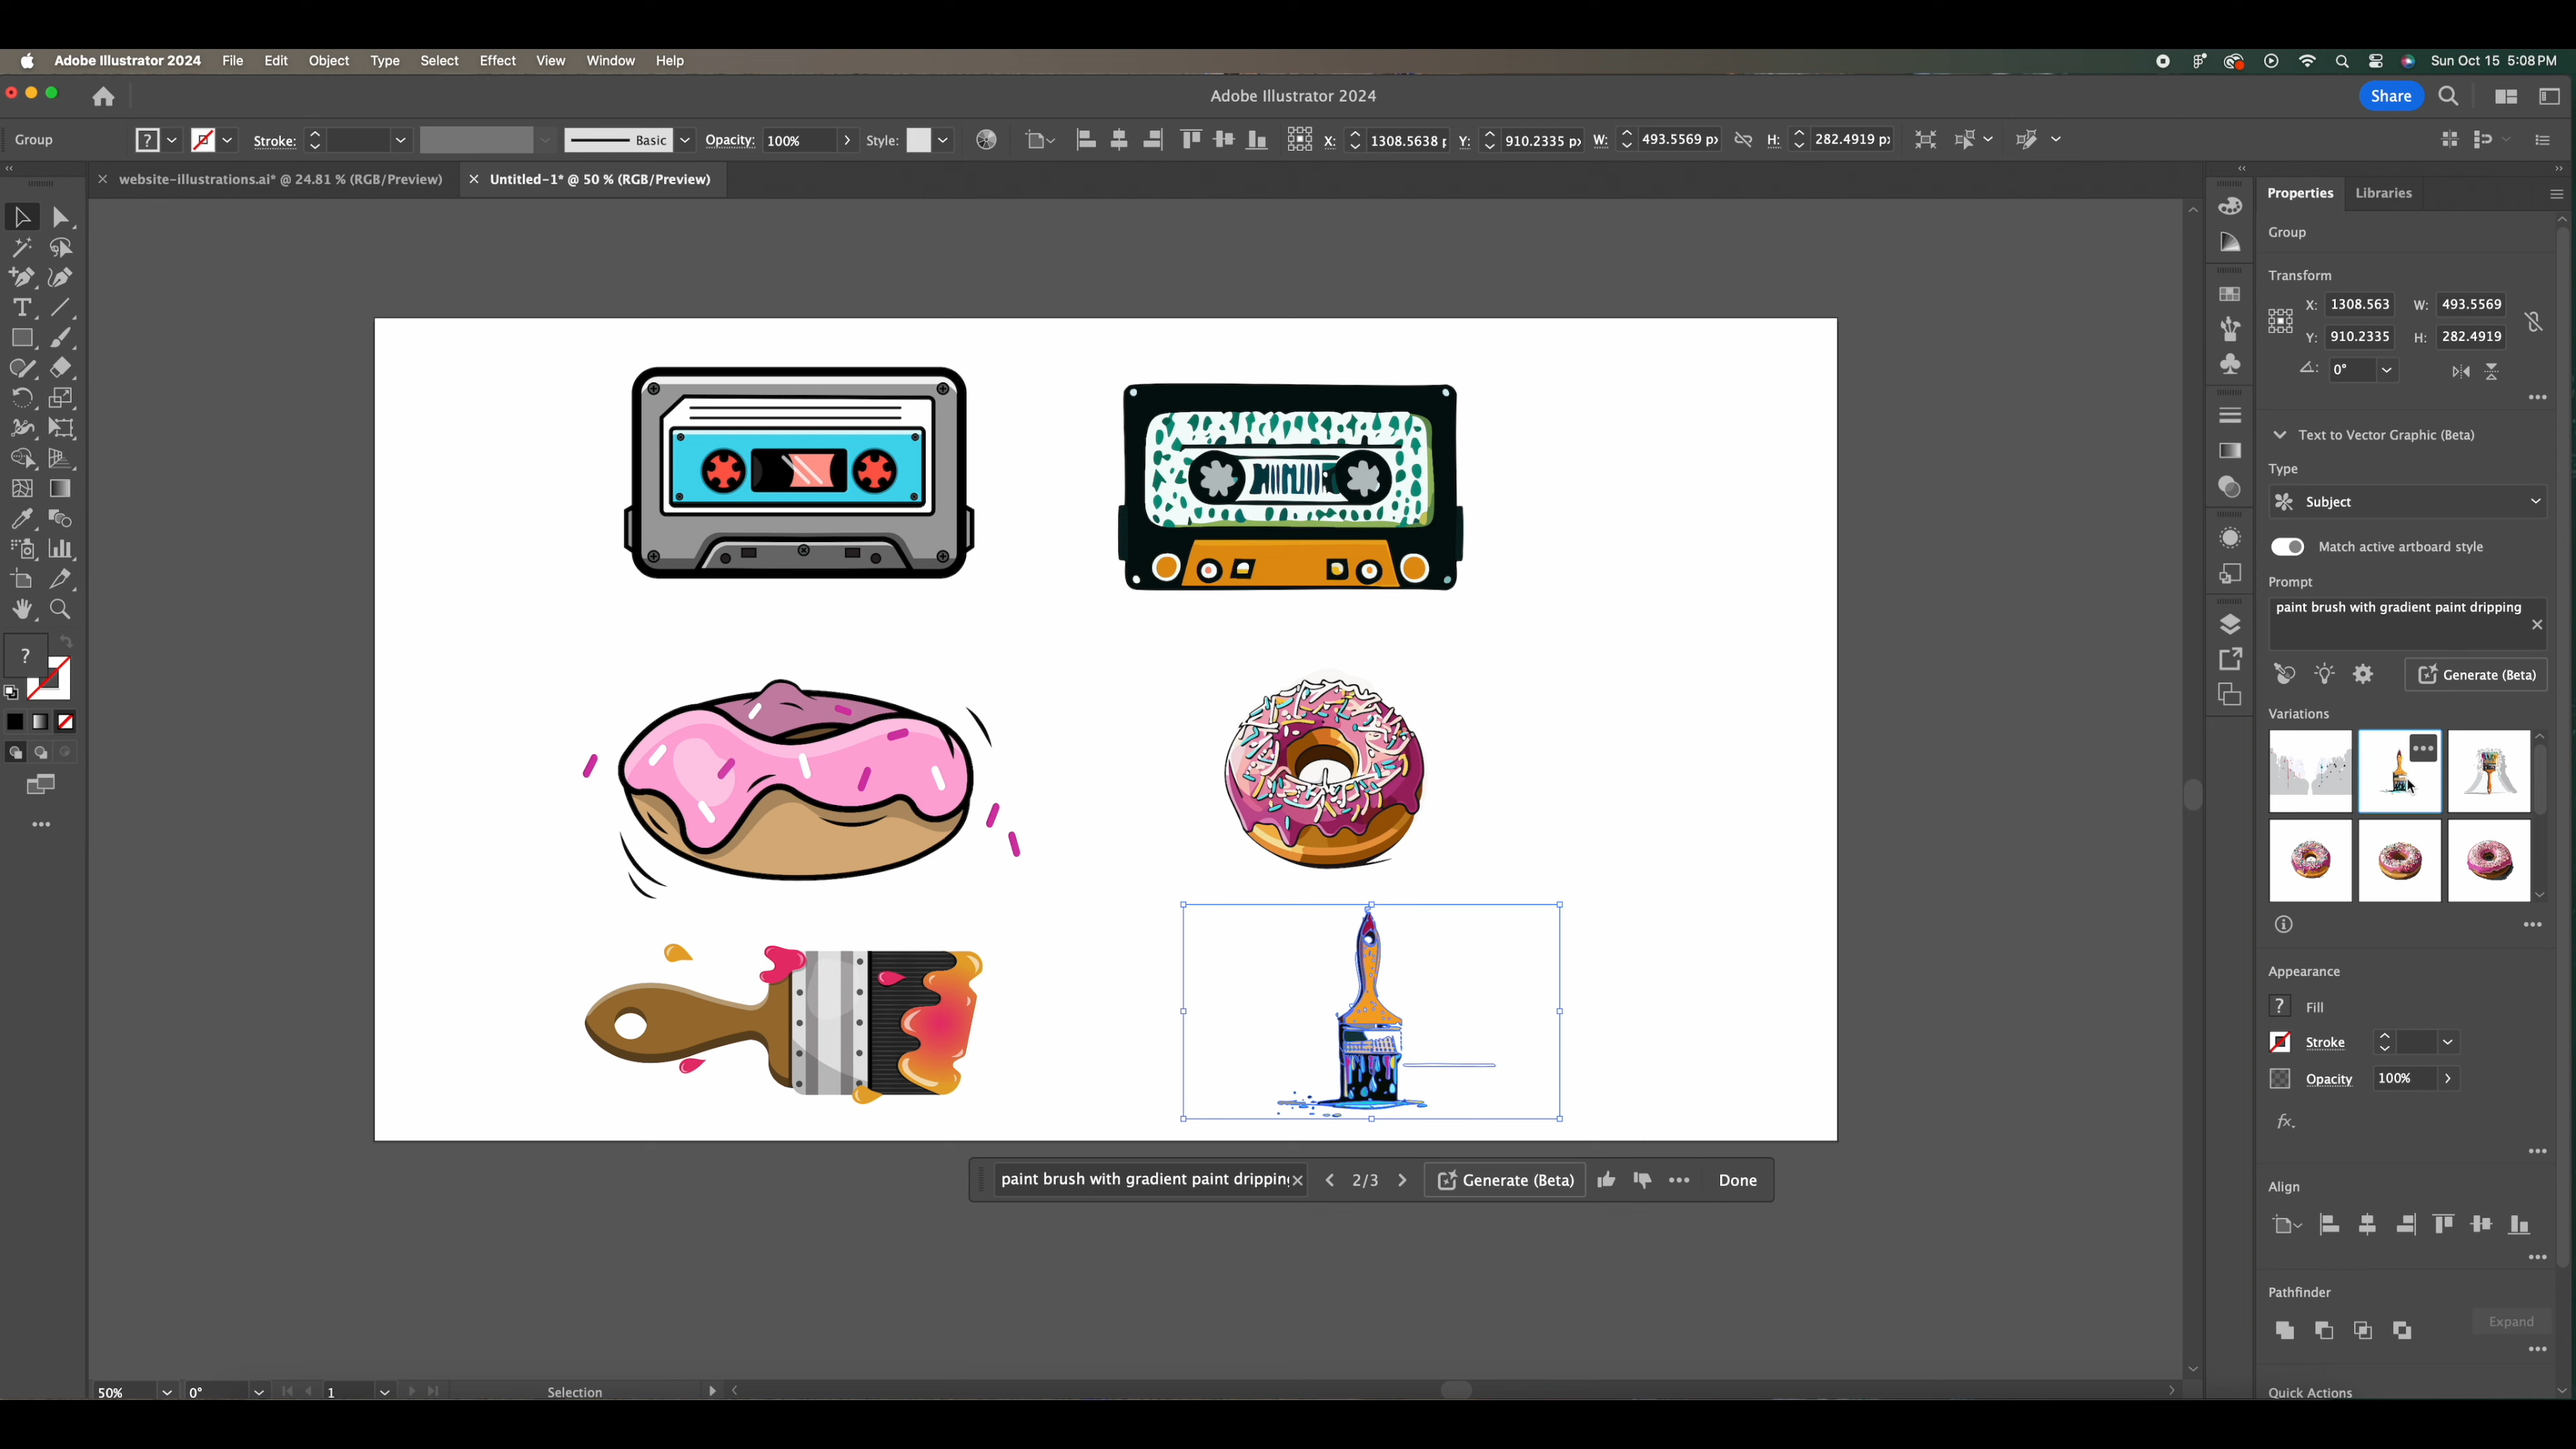 Adobe Illustrator 2024 File Edit Object Type Select Effect View Window Help Sun Oct 15 5:08 PM
Adobe Illustrator 2024 Share
Group Stroke: Basic Opacity: 100% Style: X: 1308.5638 Y: 910.2335 W: 493.5569 H: 282.4919
website-illustrations.ai* @ 24.81 % (RGB/Preview) Untitled-1* @ 50 % (RGB/Preview)
Properties Libraries
Group
Transform
X: 1308.563 W: 493.5569
Y: 910.2335 H: 282.4919
0°
Text to Vector Graphic (Beta)
Type
Subject
Match active artboard style
Prompt
paint brush with gradient paint dripping
Generate (Beta)
Variations
Appearance
? Fill
Stroke
Opacity 100%
fx.
Align
Pathfinder
Expand
Quick Actions
paint brush with gradient paint dripping 2/3 Generate (Beta) Done
50% 0° 1 Selection